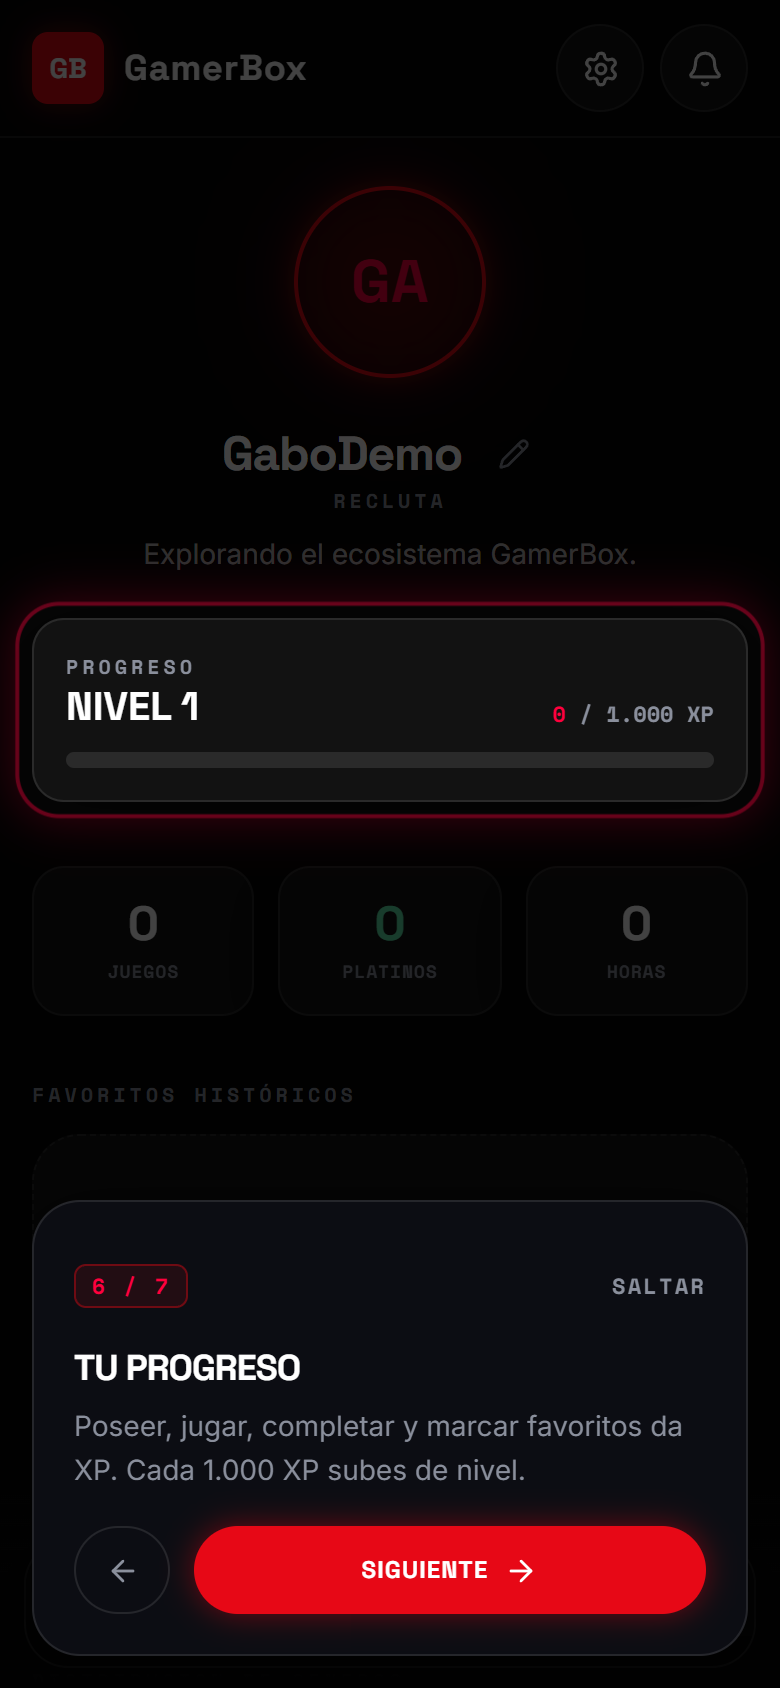 GB GamerBox
GA
GaboDemo
RECLUTA
Explorando el ecosistema GamerBox.
PROGRESO
NIVEL 1
0 / 1.000 XP
0 0 0
JUEGOS PLATINOS HORAS
FAVORITOS HISTÓRICOS
6 / 7 SALTAR
TU PROGRESO
Poseer, jugar, completar y marcar favoritos da
XP. Cada 1.000 XP subes de nivel.
SIGUIENTE →